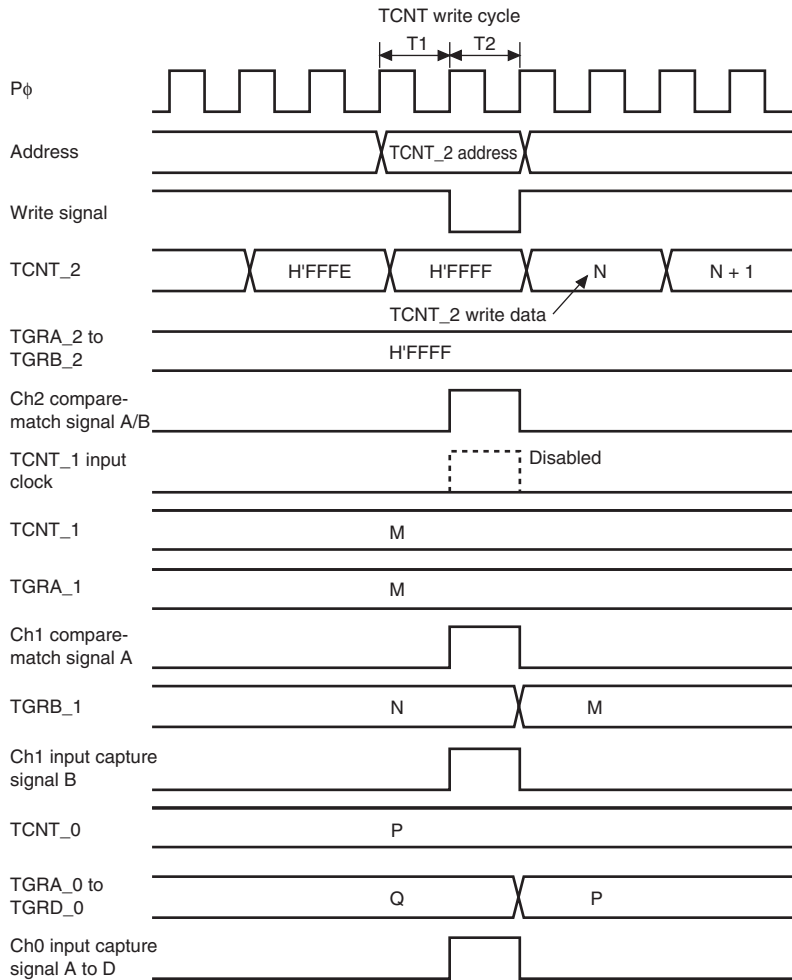 TCNT write cycle
T1 T2
Pϕ
Address
TCNT_2 address
Write signal
TCNT_2
H'FFFE
H'FFFF
N
N + 1
TCNT_2 write data
TGRA_2 to
TGRB_2
H'FFFF
Ch2 compare-
match signal A/B
TCNT_1 input
clock
Disabled
TCNT_1
M
TGRA_1
M
Ch1 compare-
match signal A
TGRB_1
N
M
Ch1 input capture
signal B
TCNT_0
P
TGRA_0 to
TGRD_0
Q
P
Ch0 input capture
signal A to D